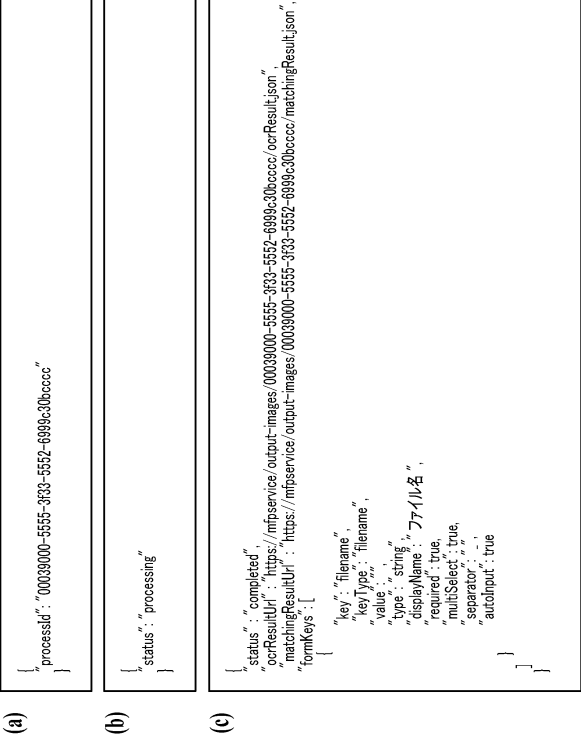 (a)
{
"processId" : "00039000-5555-3f33-5552-6999c30bcccc"
}
(b)
{
"status" : "processing"
}
(c)
{
"status" : "completed",
"ocrResultUrl" : "https://mfpservice/output-images/00039000-5555-3f33-5552-6999c30bcccc/ocrResult.json",
"matchingResultUrl" : "https://mfpservice/output-images/00039000-5555-3f33-5552-6999c30bcccc/matchingResult.json",
"formKeys" : [
{
"key" : "filename",
"keyType" : "filename",
"value" : "",
"type" : "string",
"displayName" : "ファイル名",
"required" : true,
"multiSelect" : true,
"separator" : "_",
"autoInput" : true
}
]
}